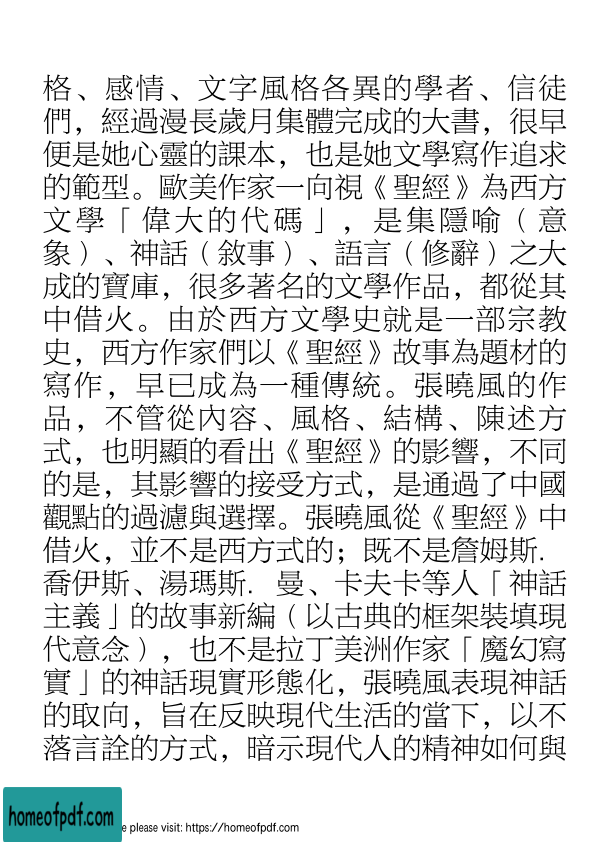 格、感情、文字風格各異的學者、信徒
們，經過漫長歲月集體完成的大書，很早
便是她心靈的課本，也是她文學寫作追求
的範型。歐美作家一向視《聖經》為西方
文學「偉大的代碼」，是集隱喻（意
象）、神話（敘事）、語言（修辭）之大
成的寶庫，很多著名的文學作品，都從其
中借火。由於西方文學史就是一部宗教
史，西方作家們以《聖經》故事為題材的
寫作，早已成為一種傳統。張曉風的作
品，不管從內容、風格、結構、陳述方
式，也明顯的看出《聖經》的影響，不同
的是，其影響的接受方式，是通過了中國
觀點的過濾與選擇。張曉風從《聖經》中
借火，並不是西方式的；既不是詹姆斯．
喬伊斯、湯瑪斯．曼、卡夫卡等人「神話
主義」的故事新編（以古典的框架裝填現
代意念），也不是拉丁美洲作家「魔幻寫
實」的神話現實形態化，張曉風表現神話
的取向，旨在反映現代生活的當下，以不
落言詮的方式，暗示現代人的精神如何與
homeofpdf.com
please visit: https://homeofpdf.com